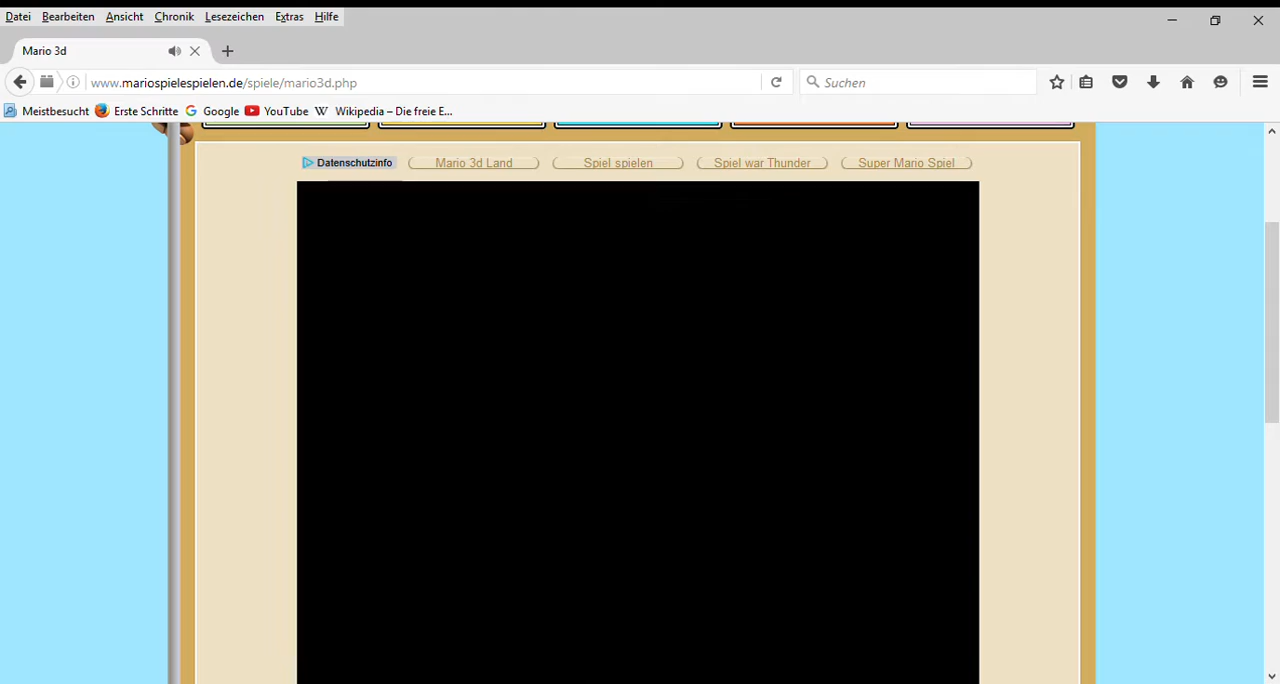 Datei Bearbeiten Ansicht Chronik Lesezeichen Extras Hilfe
Mario 3d
www.mariospielespielen.de/spiele/mario3d.php Suchen
Meistbesucht Erste Schritte Google YouTube Wikipedia – Die freie E...
Datenschutzinfo Mario 3d Land Spiel spielen Spiel war Thunder Super Mario Spiel